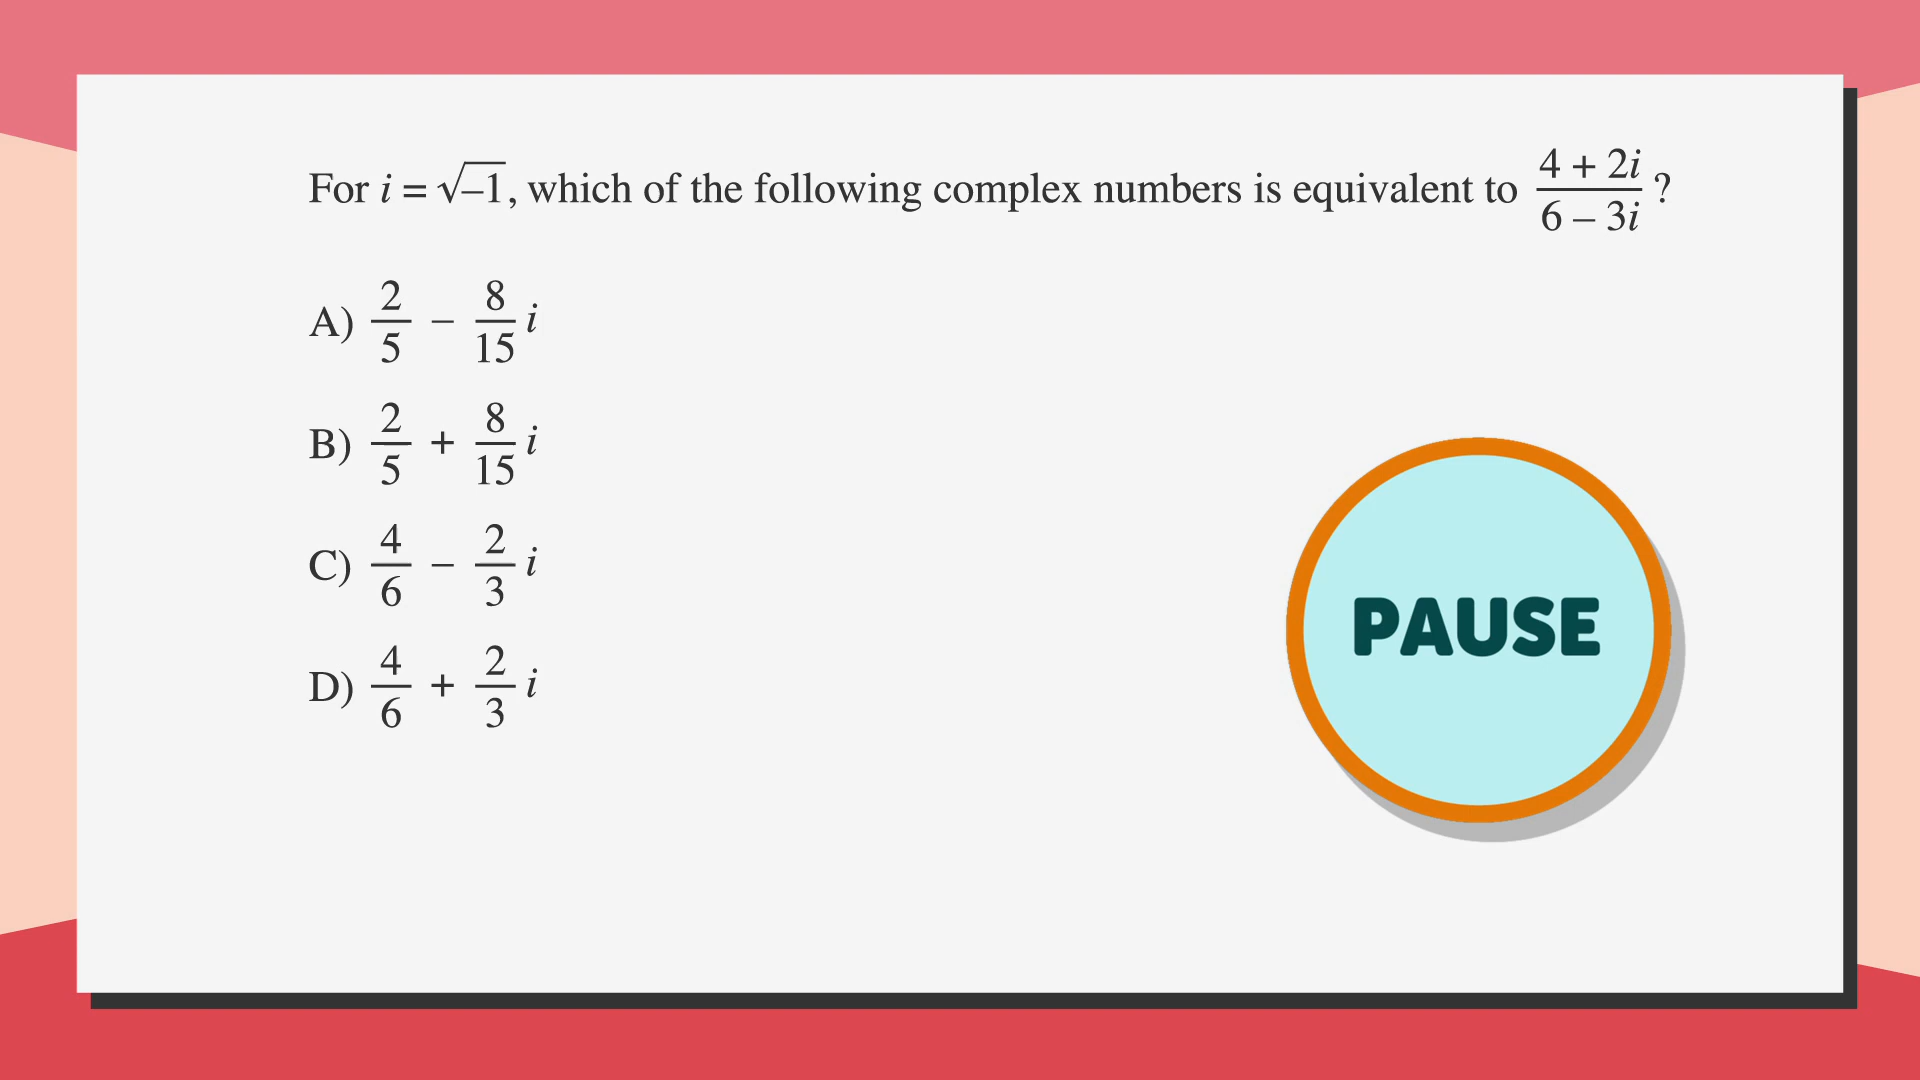 For i = √–1, which of the following complex numbers is equivalent to (4 + 2i)/(6 – 3i) ?
A) 2/5 – 8/15 i
B) 2/5 + 8/15 i
C) 4/6 – 2/3 i
D) 4/6 + 2/3 i
PAUSE